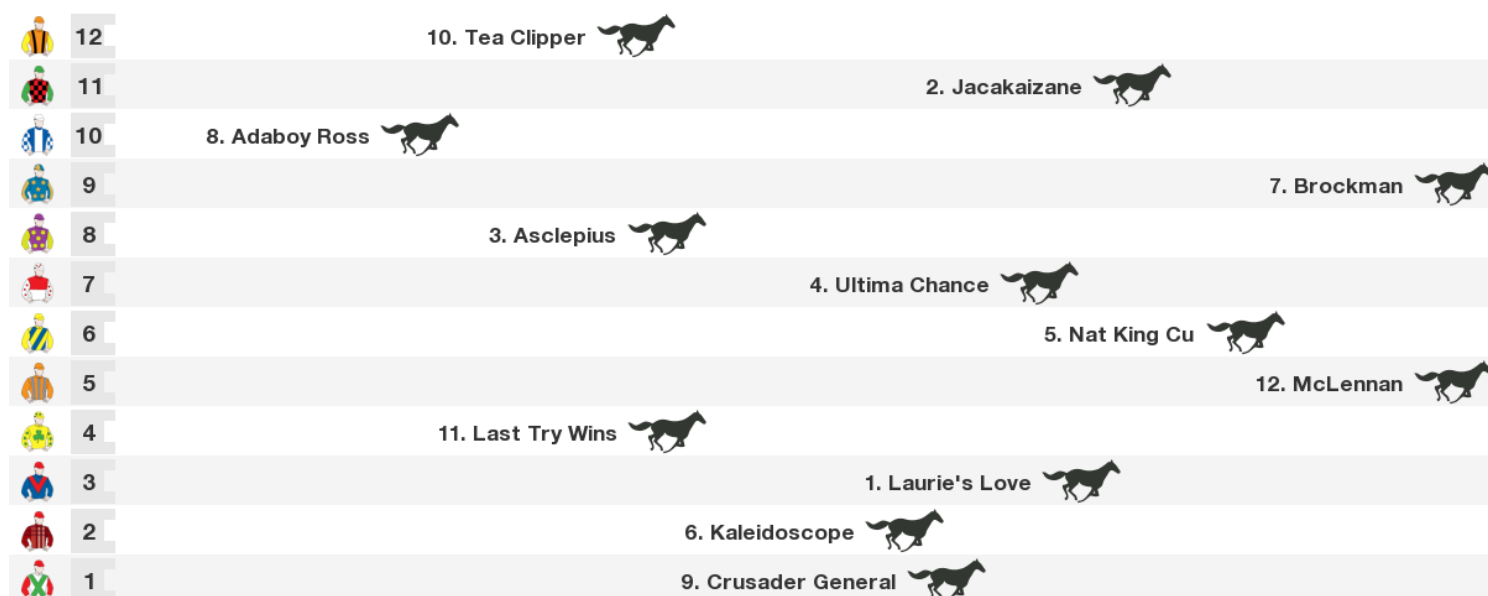 12 10. Tea Clipper
11 2. Jacakaizane
10 8. Adaboy Ross
9 7. Brockman
8 3. Asclepius
7 4. Ultima Chance
6 5. Nat King Cu
5 12. McLennan
4 11. Last Try Wins
3 1. Laurie's Love
2 6. Kaleidoscope
1 9. Crusader General